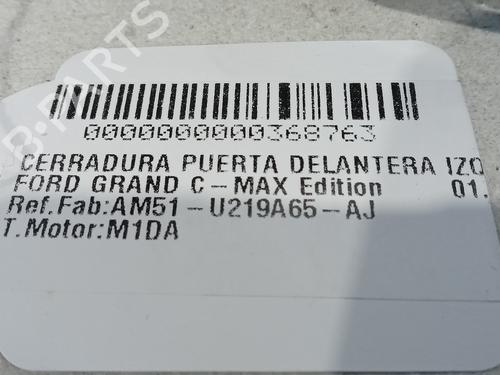 B-PARTS
0000000000368763
CERRADURA PUERTA DELANTERA IZQ
FORD GRAND C-MAX Edition 01.
Ref.Fab:AM51-U219A65-AJ
T.Motor:M1DA